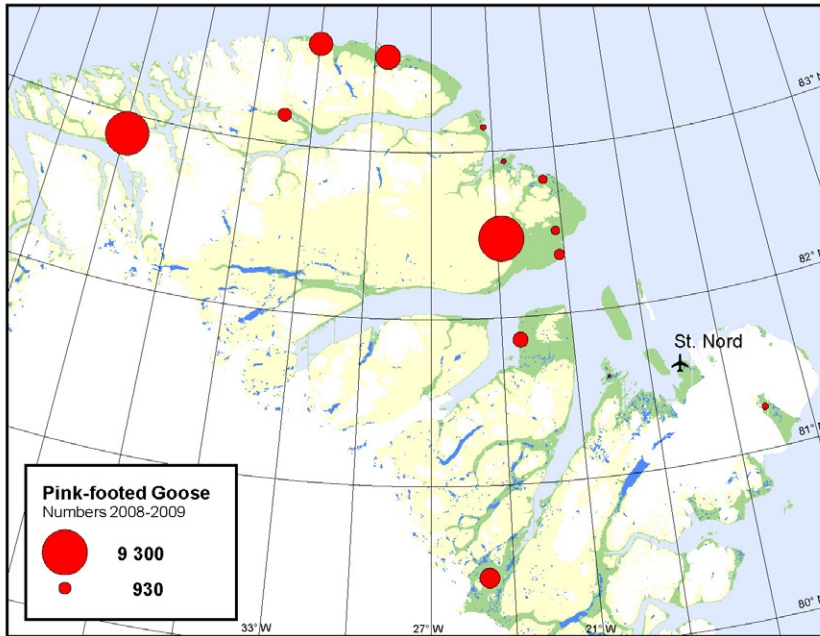 83° N
82° N
St. Nord
81° N
Pink-footed Goose
Numbers 2008-2009
9 300
930
80° N
33° W
27° W
21° W